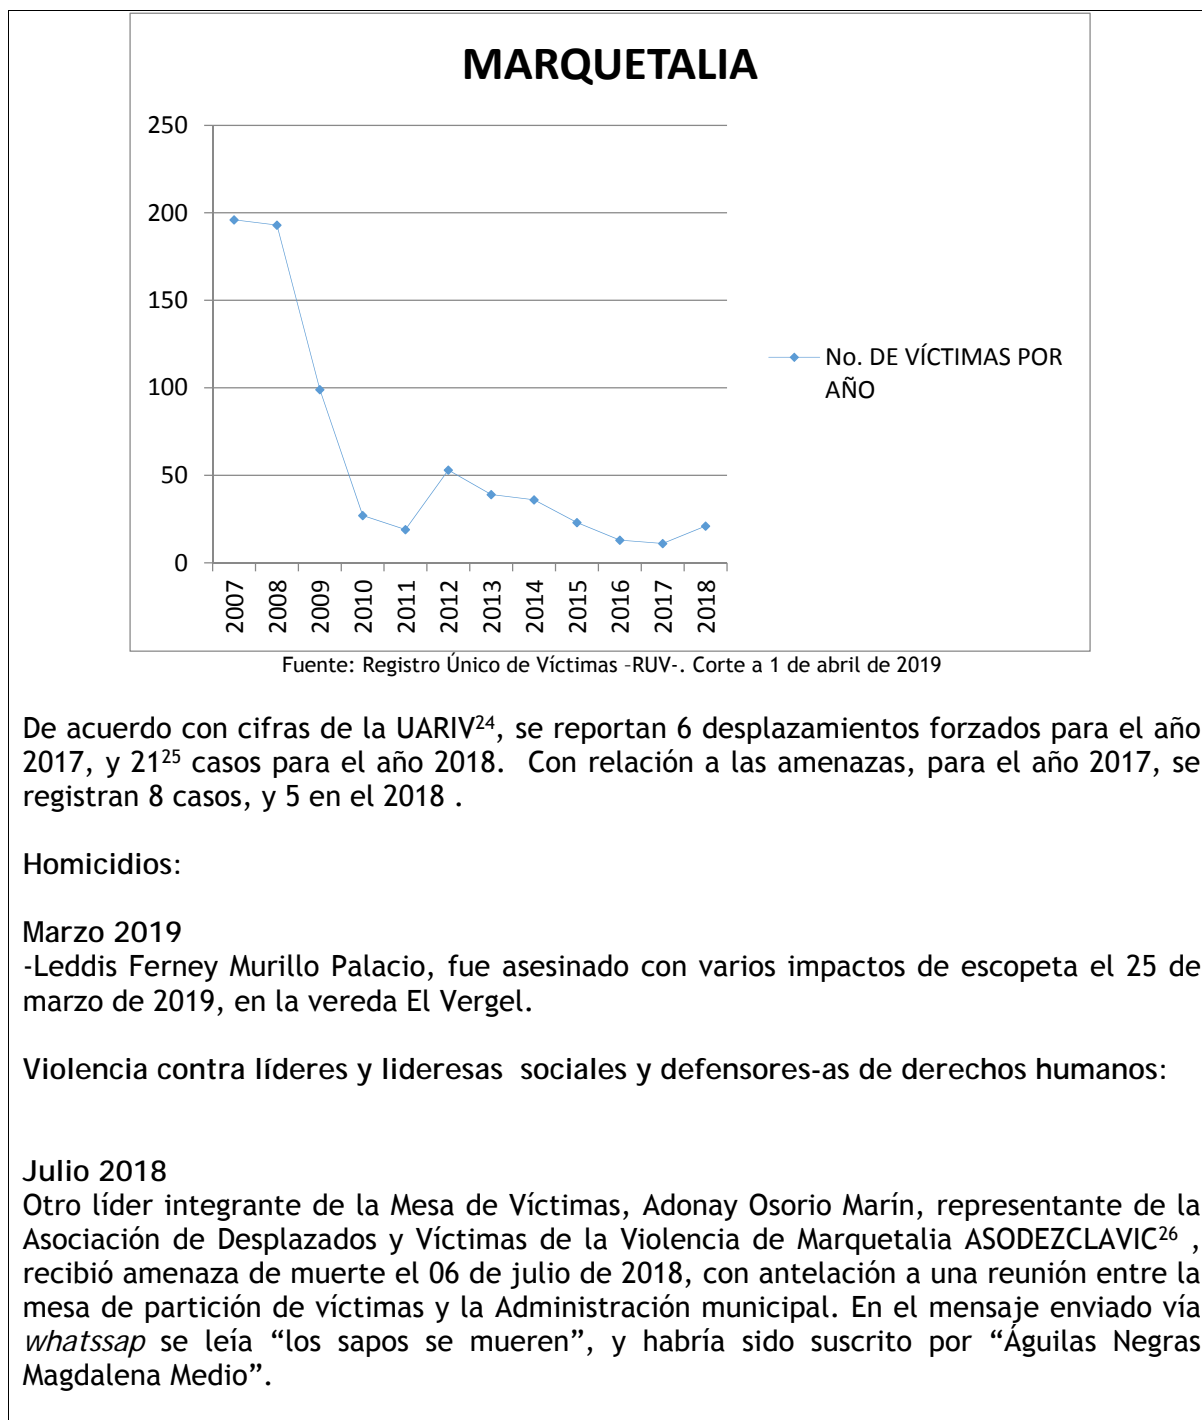 MARQUETALIA
250
200
150
100
50
0
2007
2008
2009
2010
2011
2012
2013
2014
2015
2016
2017
2018
No. DE VÍCTIMAS POR
AÑO
Fuente: Registro Único de Víctimas –RUV-. Corte a 1 de abril de 2019
De acuerdo con cifras de la UARIV24, se reportan 6 desplazamientos forzados para el año
2017, y 2125 casos para el año 2018.  Con relación a las amenazas, para el año 2017, se
registran 8 casos, y 5 en el 2018 .
Homicidios:
Marzo 2019
-Leddis Ferney Murillo Palacio, fue asesinado con varios impactos de escopeta el 25 de
marzo de 2019, en la vereda El Vergel.
Violencia contra líderes y lideresas  sociales y defensores-as de derechos humanos:
Julio 2018
Otro líder integrante de la Mesa de Víctimas, Adonay Osorio Marín, representante de la
Asociación de Desplazados y Víctimas de la Violencia de Marquetalia ASODEZCLAVIC26 ,
recibió amenaza de muerte el 06 de julio de 2018, con antelación a una reunión entre la
mesa de partición de víctimas y la Administración municipal. En el mensaje enviado vía
whatssap se leía “los sapos se mueren”, y habría sido suscrito por “Águilas Negras
Magdalena Medio”.